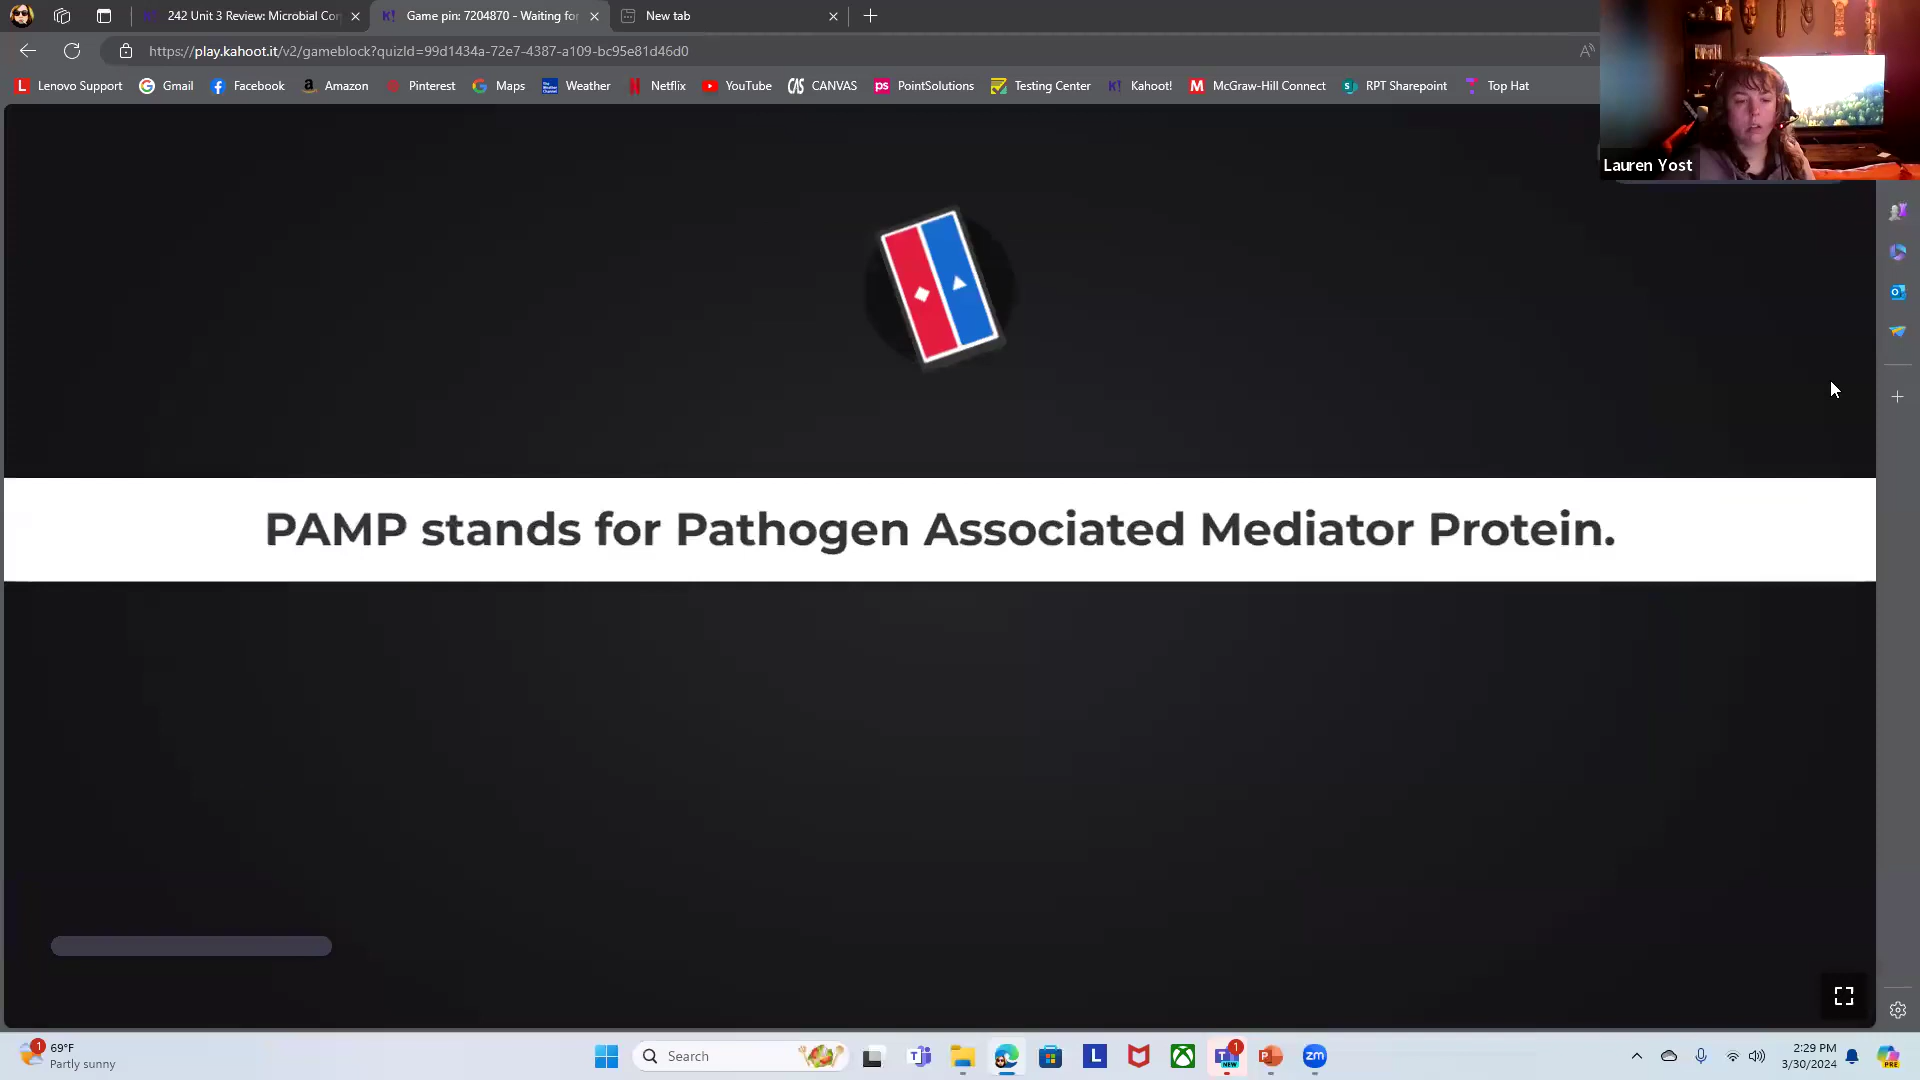 242 Unit 3 Review: Microbial Con
Game pin: 7204870 - Waiting for
New tab
https://play.kahoot.it/v2/gameblock?quizId=99d1434a-72e7-4387-a109-bc95e81d46d0
Lenovo Support
Gmail
Facebook
Amazon
Pinterest
Maps
Weather
Netflix
YouTube
CANVAS
PointSolutions
Testing Center
Kahoot!
McGraw-Hill Connect
RPT Sharepoint
Top Hat
Lauren Yost
PAMP stands for Pathogen Associated Mediator Protein.
69°F
Partly sunny
Search
2:29 PM
3/30/2024